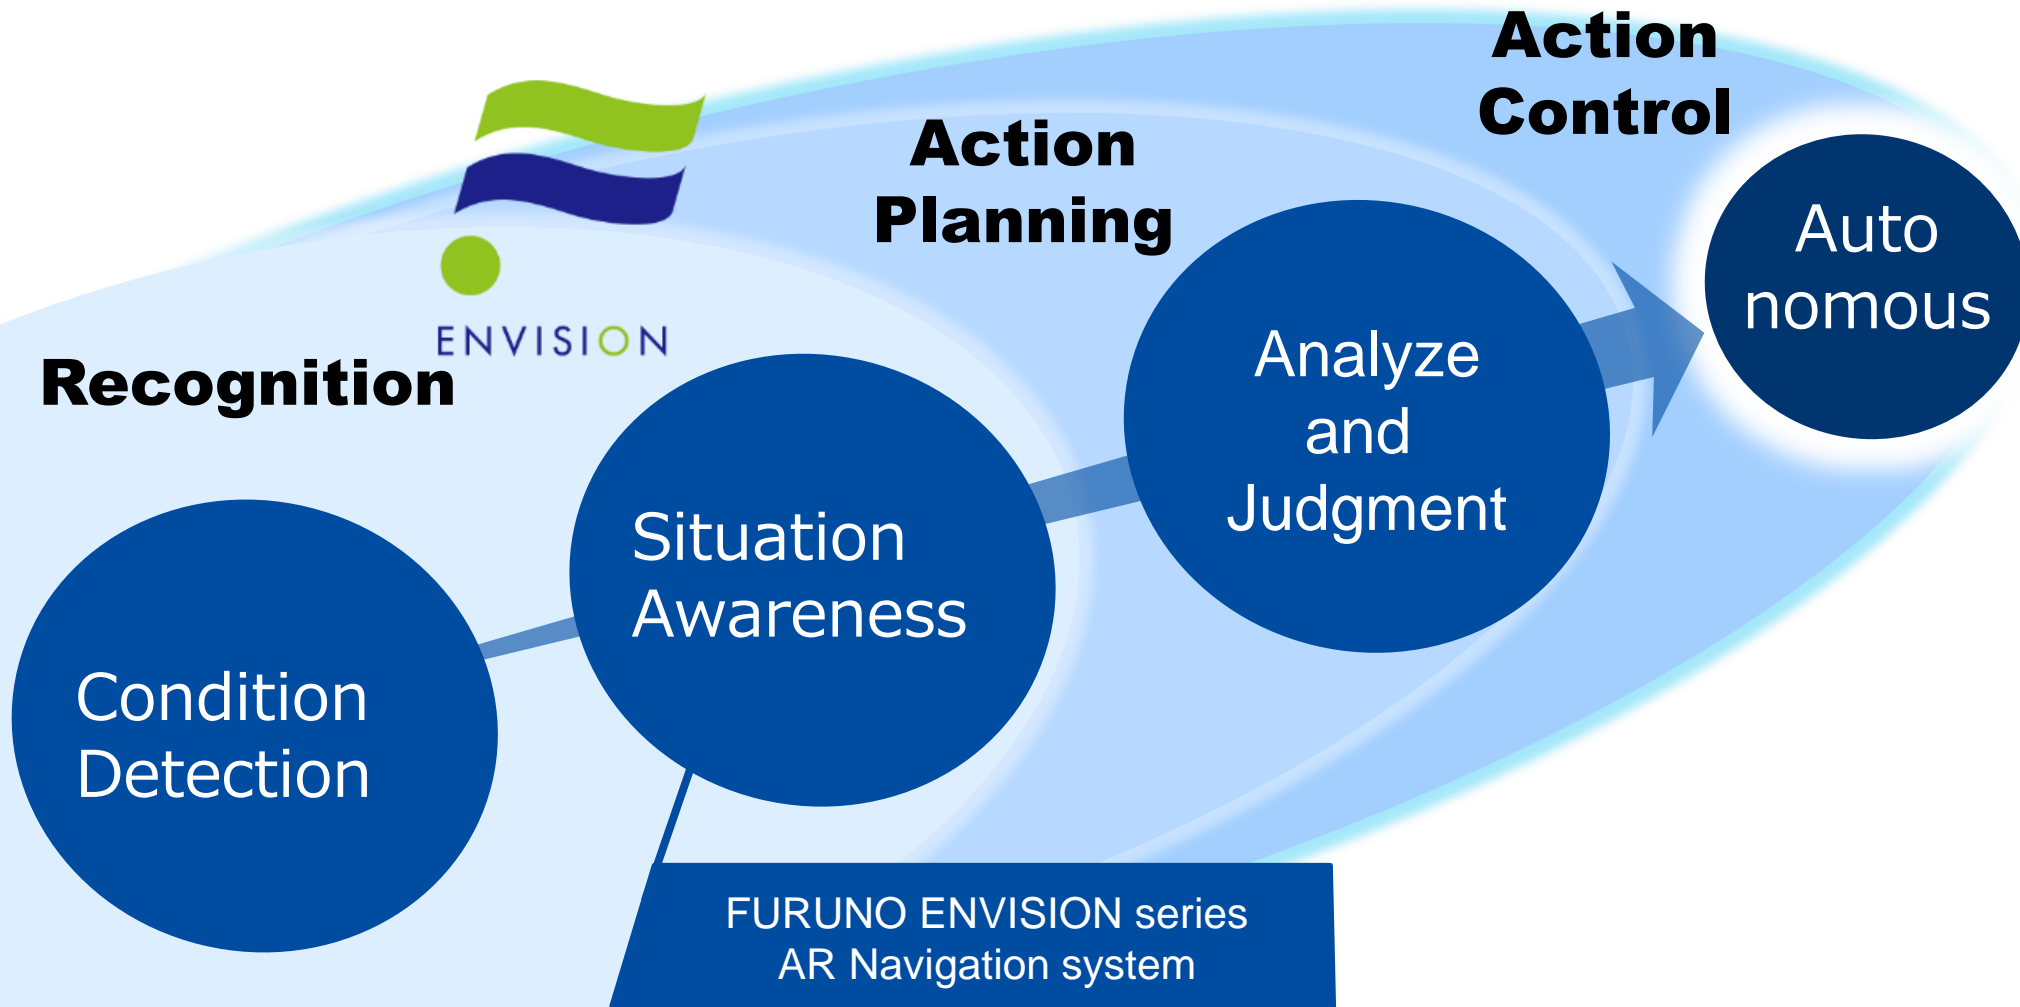 Recognition
ENVISION
Action
Planning
Action
Control
Condition
Detection
Situation
Awareness
Analyze
and
Judgment
Auto
nomous
FURUNO ENVISION series
AR Navigation system